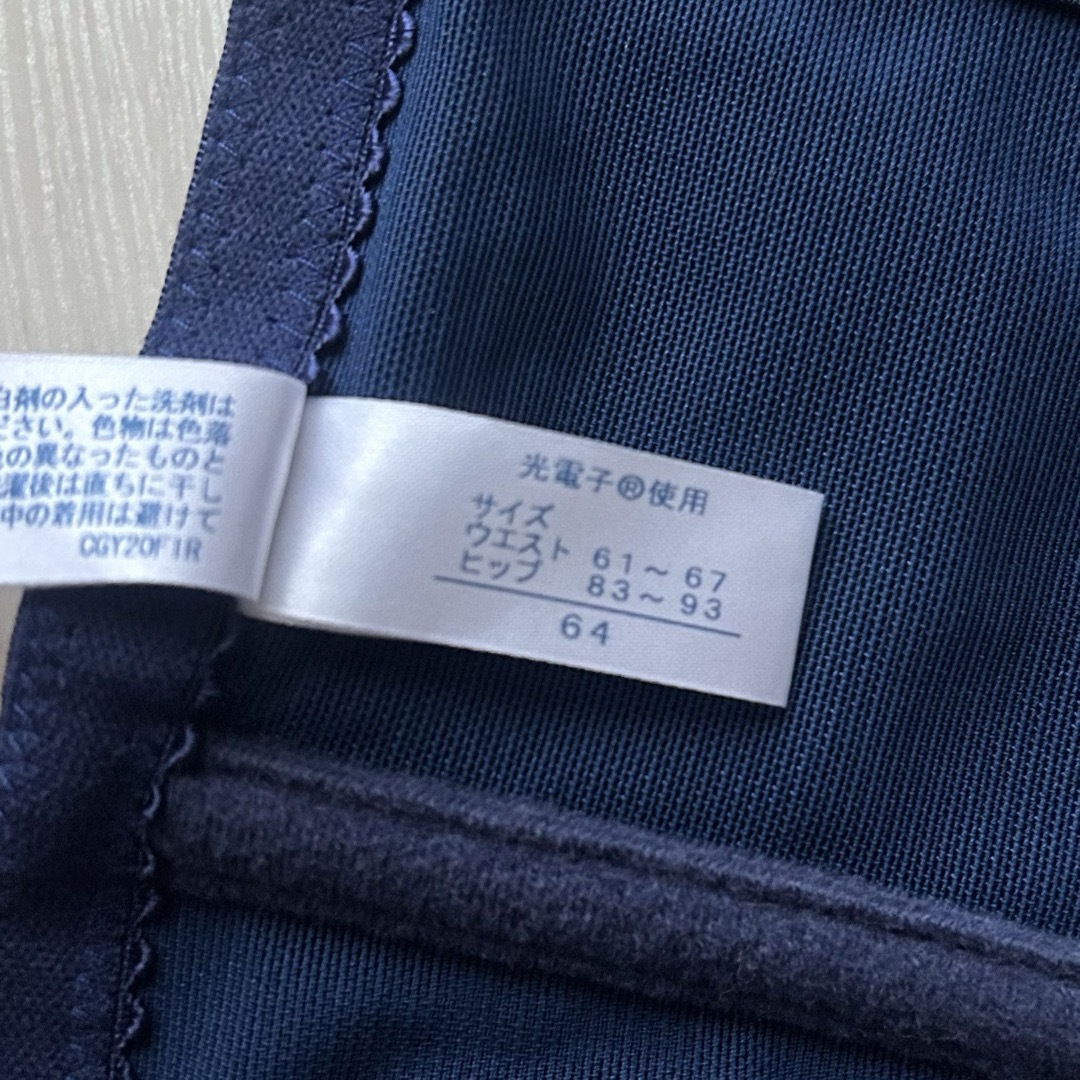 白剤の入った洗剤は
ださい。色物は色落
の異なったものと
濯後は直ちに干し
中の着用は避けて
CGY20FIR
光電子®使用
サイズ
ウエスト 61～67
ヒップ 83～93
64